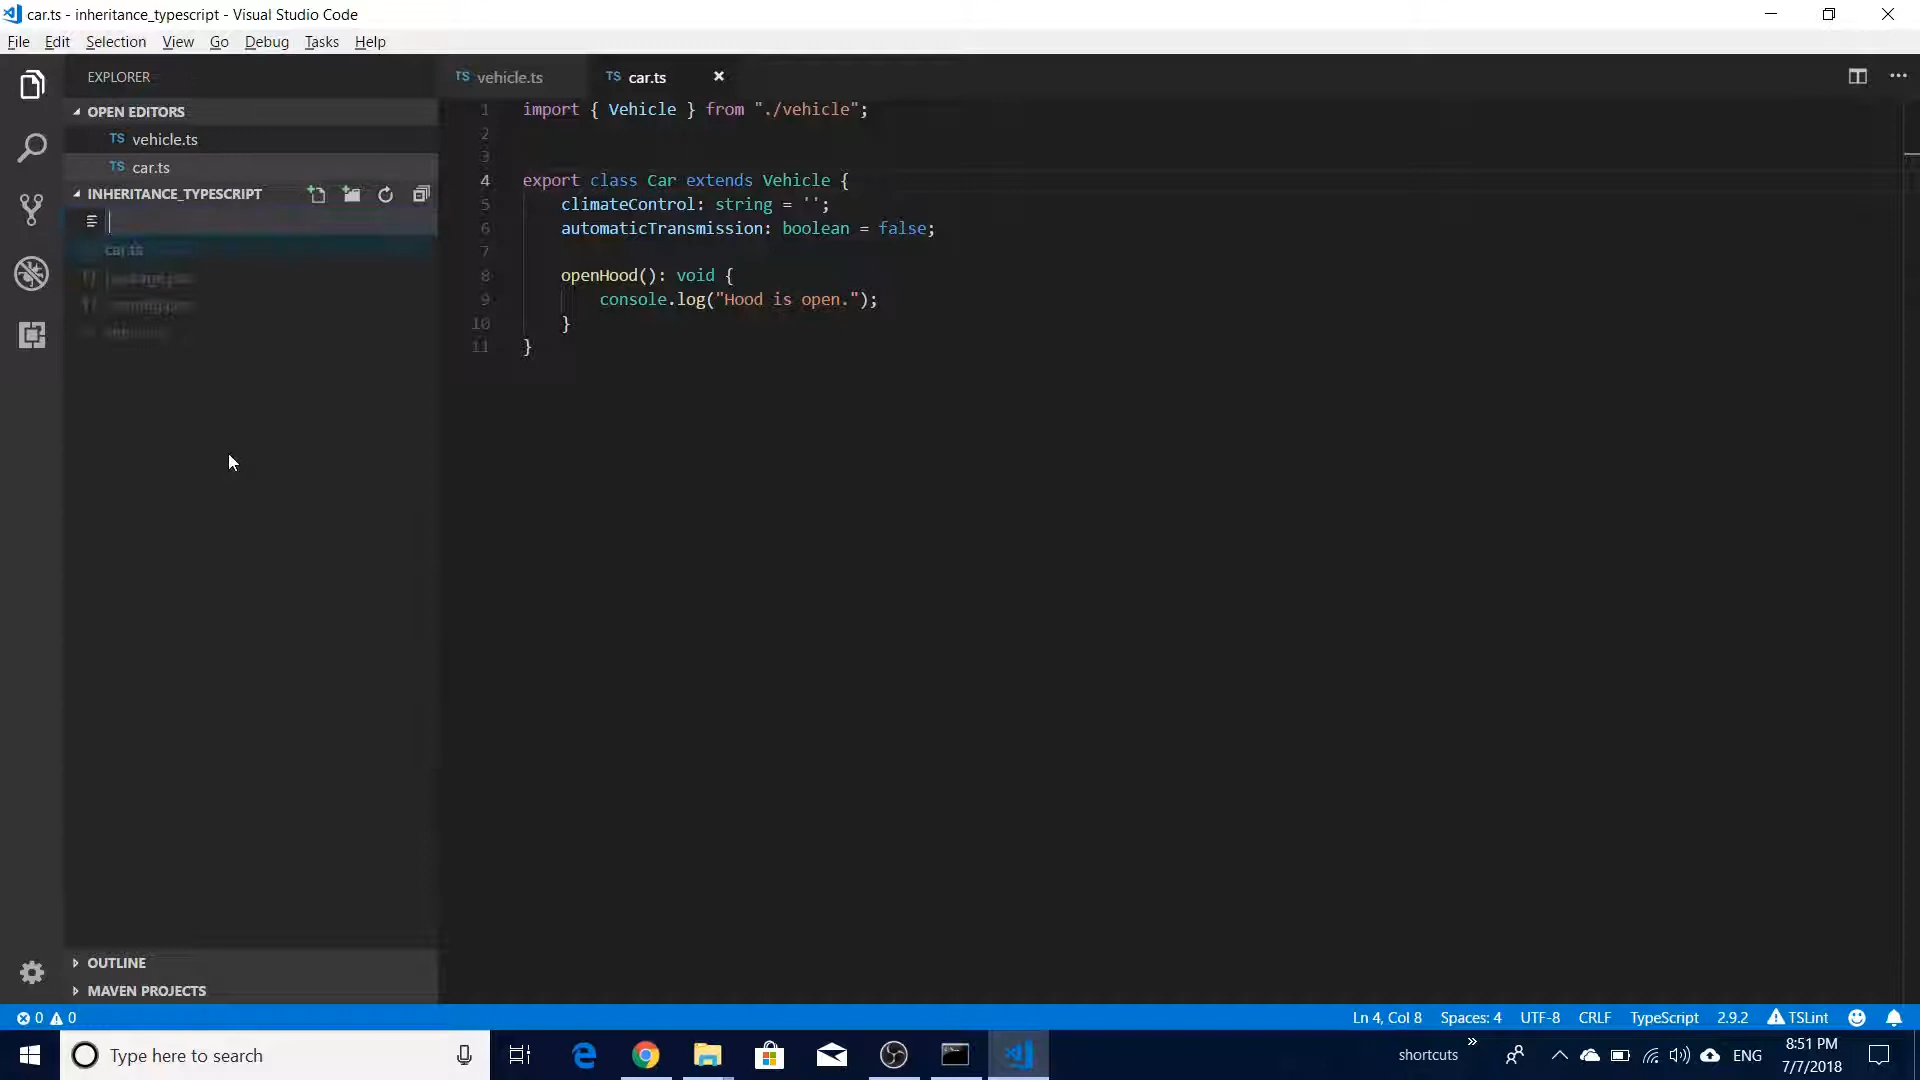 car.ts - inheritance_typescript - Visual Studio Code
File Edit Selection View Go Debug Tasks Help
EXPLORER
OPEN EDITORS
TS vehicle.ts
TS car.ts
INHERITANCE_TYPESCRIPT
car.ts
TS vehicle.ts TS car.ts
1 import { Vehicle } from "./vehicle";
2
3
4 export class Car extends Vehicle {
5 climateControl: string = '';
6 automaticTransmission: boolean = false;
7
8 openHood(): void {
9 console.log("Hood is open.");
10 }
11 }
OUTLINE
MAVEN PROJECTS
0 0 Ln 4, Col 8 Spaces: 4 UTF-8 CRLF TypeScript 2.9.2 TSLint
Type here to search
shortcuts
ENG
8:51 PM
7/7/2018